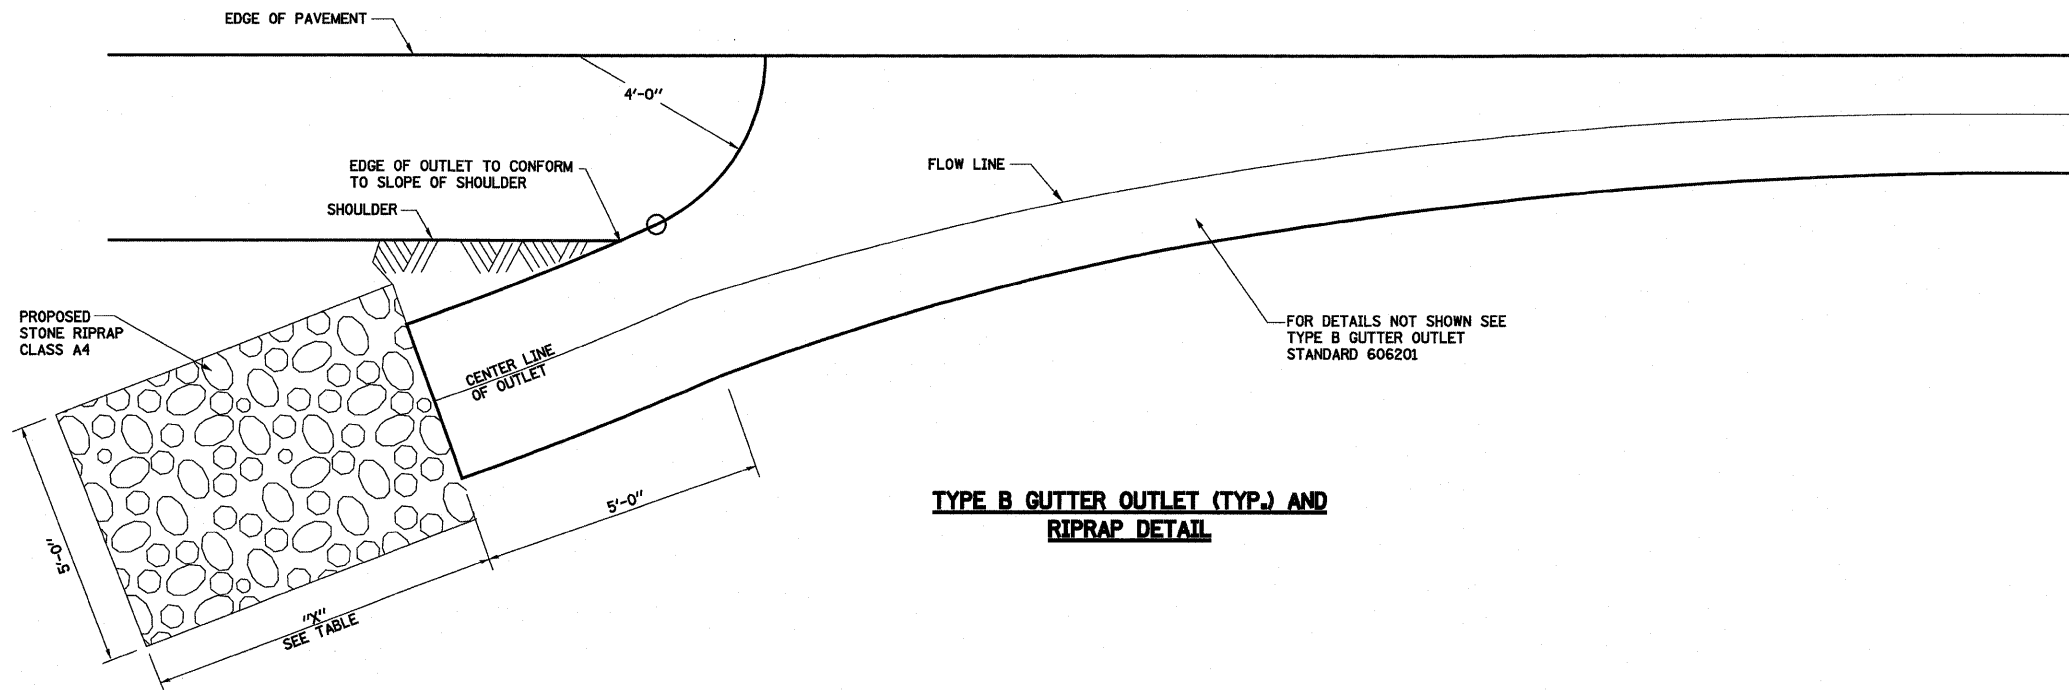 EDGE OF PAVEMENT
4'-0"
EDGE OF OUTLET TO CONFORM
TO SLOPE OF SHOULDER
FLOW LINE
SHOULDER
PROPOSED
STONE RIPRAP
CLASS A4
FOR DETAILS NOT SHOWN SEE
TYPE B GUTTER OUTLET
STANDARD 606201
CENTER LINE
OF OUTLET
5'-0"
TYPE B GUTTER OUTLET (TYP.) AND
RIPRAP DETAIL
5'-0"
"X"
SEE TABLE